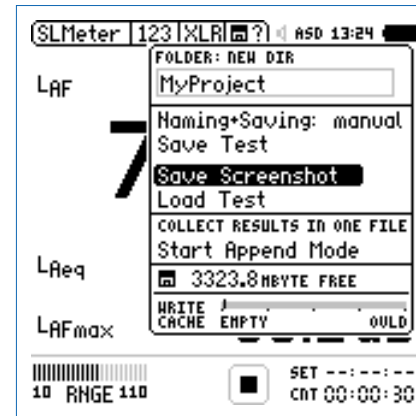 SLMeter 123 XLR ?) ASD 13:24
FOLDER: NEW DIR
MyProject
LAF
Naming+Saving: manual
Save Test
Save Screenshot
Load Test
COLLECT RESULTS IN ONE FILE
Start Append Mode
LAeq
3323.8 MBYTE FREE
WRITE
CACHE EMPTY OVLD
LAFmax
SET --:--:--
10 RNGE 110
CNT 00:00:30